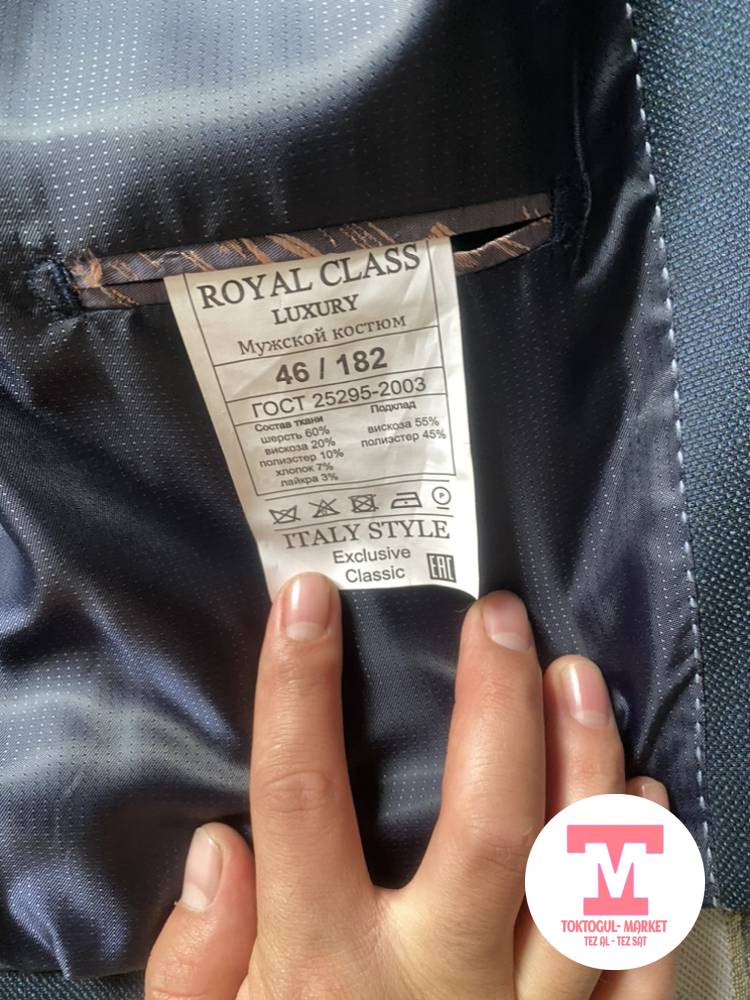 ROYAL CLASS
LUXURY
Мужской костюм
46 / 182
ГОСТ 25295-2003
Состав ткани
шерсть 60%
вискоза 20%
полиэстер 10%
хлопок 7%
лайкра 3%
Подклад
вискоза 55%
полиэстер 45%
P
ITALY STYLE
Exclusive
Classic
EAC
TM
TOKTOGUL- MARKET
TEZ AL - TEZ SAT